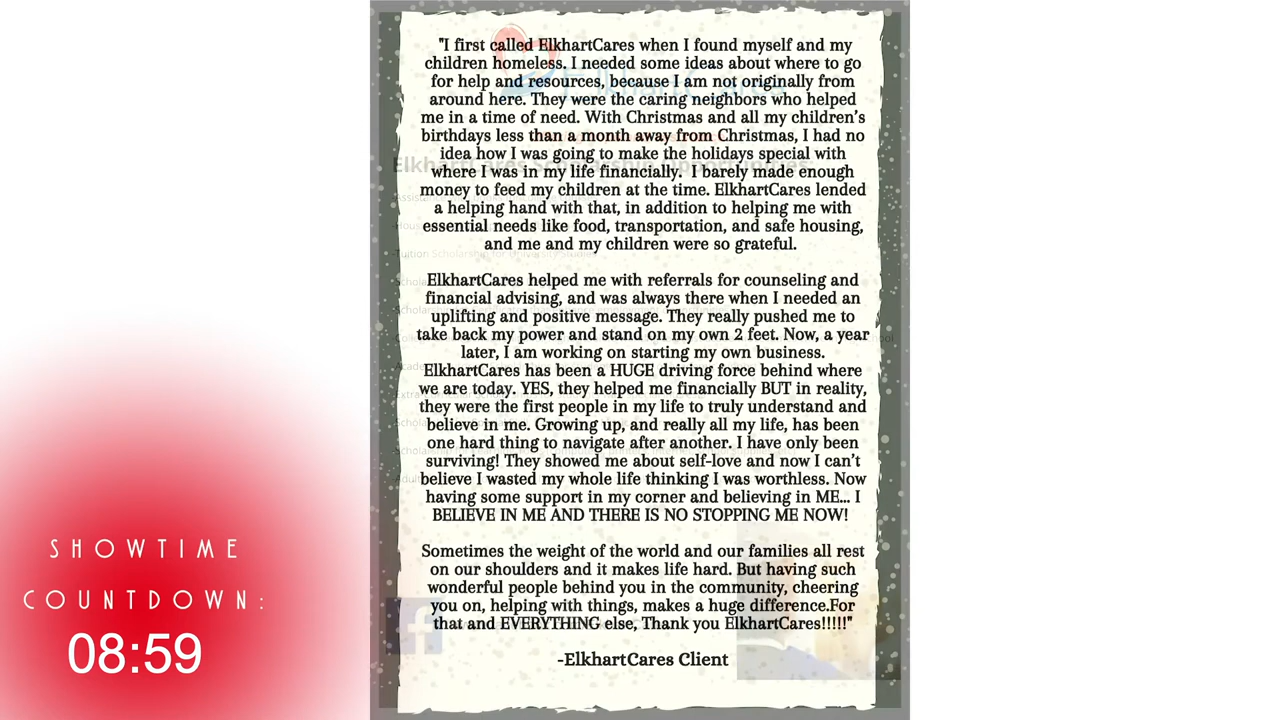 "I first called ElkhartCares when I found myself and my
children homeless. I needed some ideas about where to go
for help and resources, because I am not originally from
around here. They were the caring neighbors who helped
me in a time of need. With Christmas and all my children’s
birthdays less than a month away from Christmas, I had no
idea how I was going to make the holidays special with
where I was in my life financially. I barely made enough
money to feed my children at the time. ElkhartCares lended
a helping hand with that, in addition to helping me with
essential needs like food, transportation, and safe housing,
and me and my children were so grateful.
ElkhartCares helped me with referrals for counseling and
financial advising, and was always there when I needed an
uplifting and positive message. They really pushed me to
take back my power and stand on my own 2 feet. Now, a year
later, I am working on starting my own business.
ElkhartCares has been a HUGE driving force behind where
we are today. YES, they helped me financially BUT in reality,
they were the first people in my life to truly understand and
believe in me. Growing up, and really all my life, has been
one hard thing to navigate after another. I have only been
surviving! They showed me about self-love and now I can’t
believe I wasted my whole life thinking I was worthless. Now
having some support in my corner and believing in ME... I
BELIEVE IN ME AND THERE IS NO STOPPING ME NOW!
Sometimes the weight of the world and our families all rest
on our shoulders and it makes life hard. But having such
wonderful people behind you in the community, cheering
you on, helping with things, makes a huge difference.For
that and EVERYTHING else, Thank you ElkhartCares!!!!!"
-ElkhartCares Client
ElkhartCares Scholarship Opportunities:
SHOWTIME
COUNTDOWN:
08:59